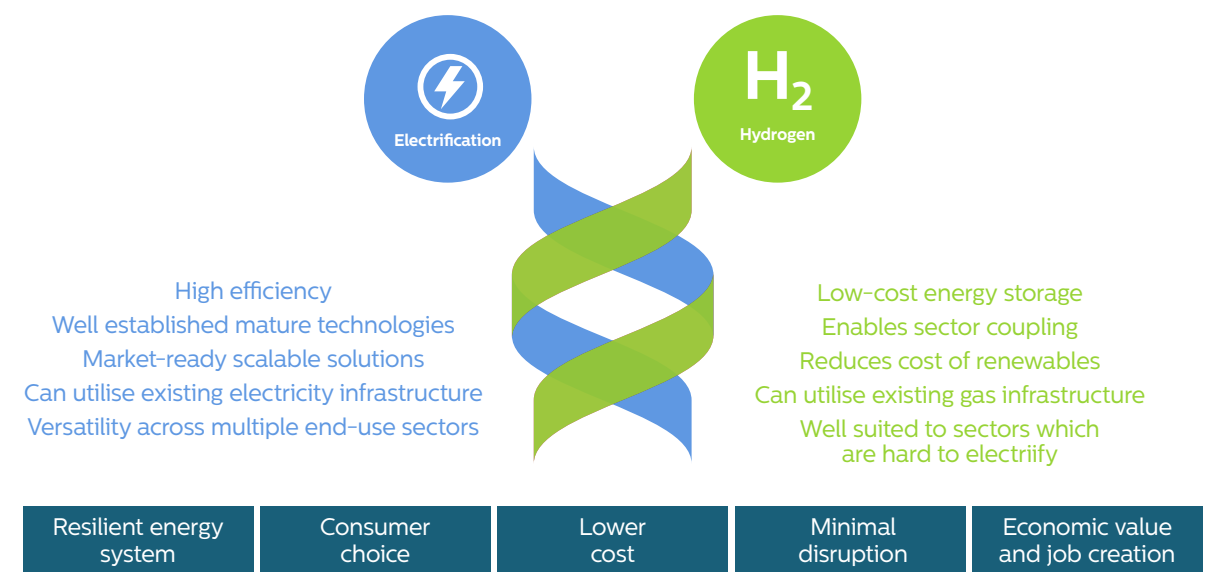 Electrification
H2
Hydrogen
High efficiency
Well established mature technologies
Market-ready scalable solutions
Can utilise existing electricity infrastructure
Versatility across multiple end-use sectors
Low-cost energy storage
Enables sector coupling
Reduces cost of renewables
Can utilise existing gas infrastructure
Well suited to sectors which
are hard to electriify
Resilient energy
system
Consumer
choice
Lower
cost
Minimal
disruption
Economic value
and job creation